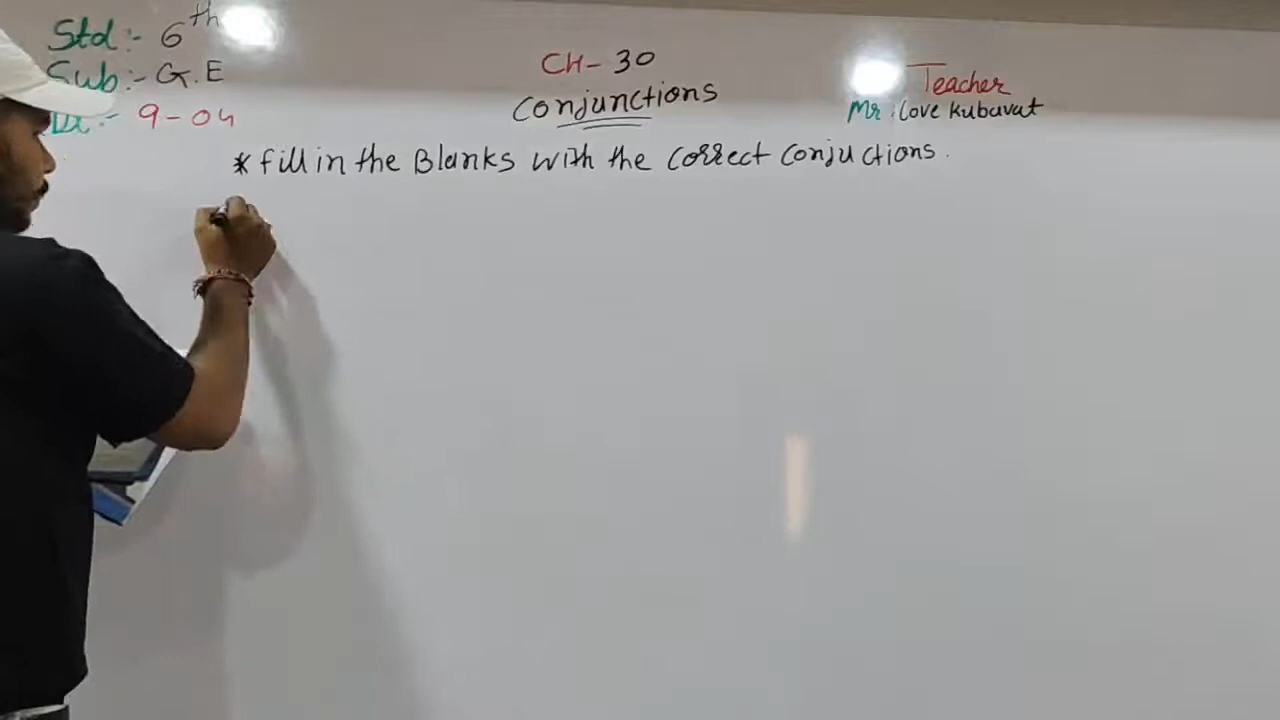 Std:- 6th
Sub:- G.E
Dt:- 9-04
CH- 30
Conjunctions
Teacher
Mr. Love Kubavat
* Fill in the Blanks with the Correct Conjuctions.